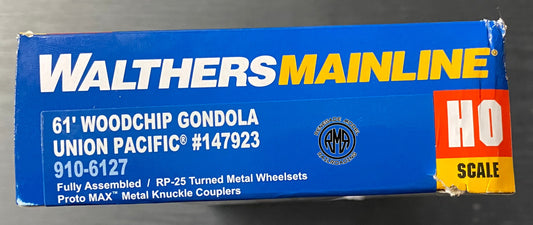 WALTHERSMAINLINE®
61' WOODCHIP GONDOLA
UNION PACIFIC® #147923
910-6127
Fully Assembled / RP-25 Turned Metal Wheelsets
Proto MAX™ Metal Knuckle Couplers
RMR
HO
SCALE